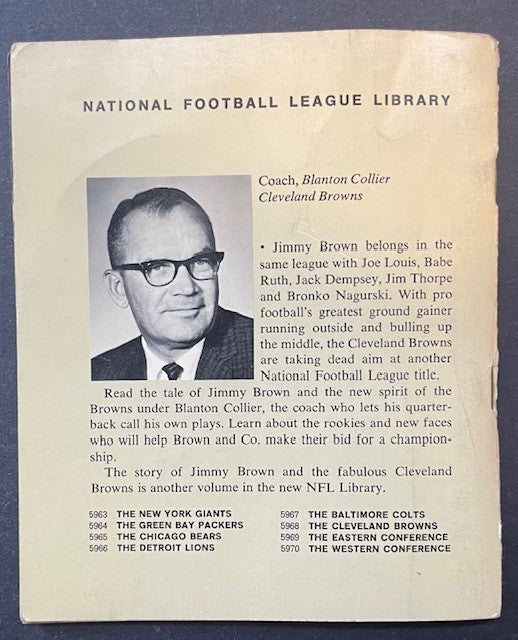 NATIONAL FOOTBALL LEAGUE LIBRARY
Coach, Blanton Collier
Cleveland Browns
• Jimmy Brown belongs in the
same league with Joe Louis, Babe
Ruth, Jack Dempsey, Jim Thorpe
and Bronko Nagurski. With pro
football's greatest ground gainer
running outside and bulling up
the middle, the Cleveland Browns
are taking dead aim at another
National Football League title.
Read the tale of Jimmy Brown and the new spirit of the
Browns under Blanton Collier, the coach who lets his quarter-
back call his own plays. Learn about the rookies and new faces
who will help Brown and Co. make their bid for a champion-
ship.
The story of Jimmy Brown and the fabulous Cleveland
Browns is another volume in the new NFL Library.
5963 THE NEW YORK GIANTS
5964 THE GREEN BAY PACKERS
5965 THE CHICAGO BEARS
5966 THE DETROIT LIONS
5967 THE BALTIMORE COLTS
5968 THE CLEVELAND BROWNS
5969 THE EASTERN CONFERENCE
5970 THE WESTERN CONFERENCE